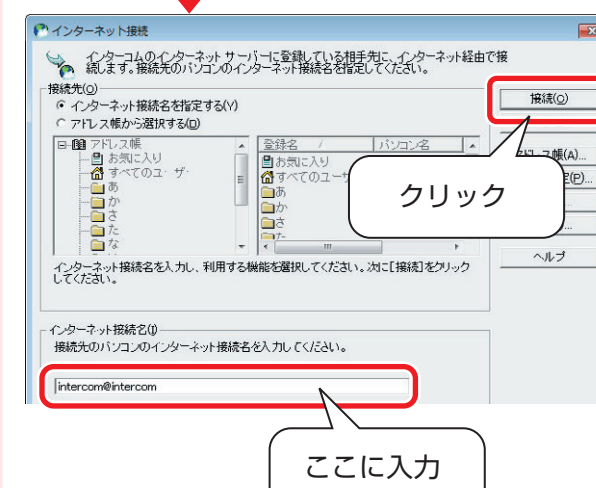 インターネット接続
インターコムのインターネット サーバーに登録している相手先に、インターネット経由で接
続します。接続先のパソコンのインターネット接続名を指定してください。
接続先(O)
インターネット接続名を指定する(Y)
アドレス帳から選択する(D)
アドレス帳
お気に入り
すべてのユーザ
あ
か
さ
た
な
登録名 /
パソコン名
お気に入り
すべてのユーザ
あ
か
さ
た
接続(O)
アドレス帳(A)...
定(P)...
ヘルプ
クリック
インターネット接続名を入力し、利用する機能を選択してください。次に[接続]をクリック
してください。
インターネット接続名(I)
接続先のパソコンのインターネット接続名を入力してください。
intercom@intercom
ここに入力